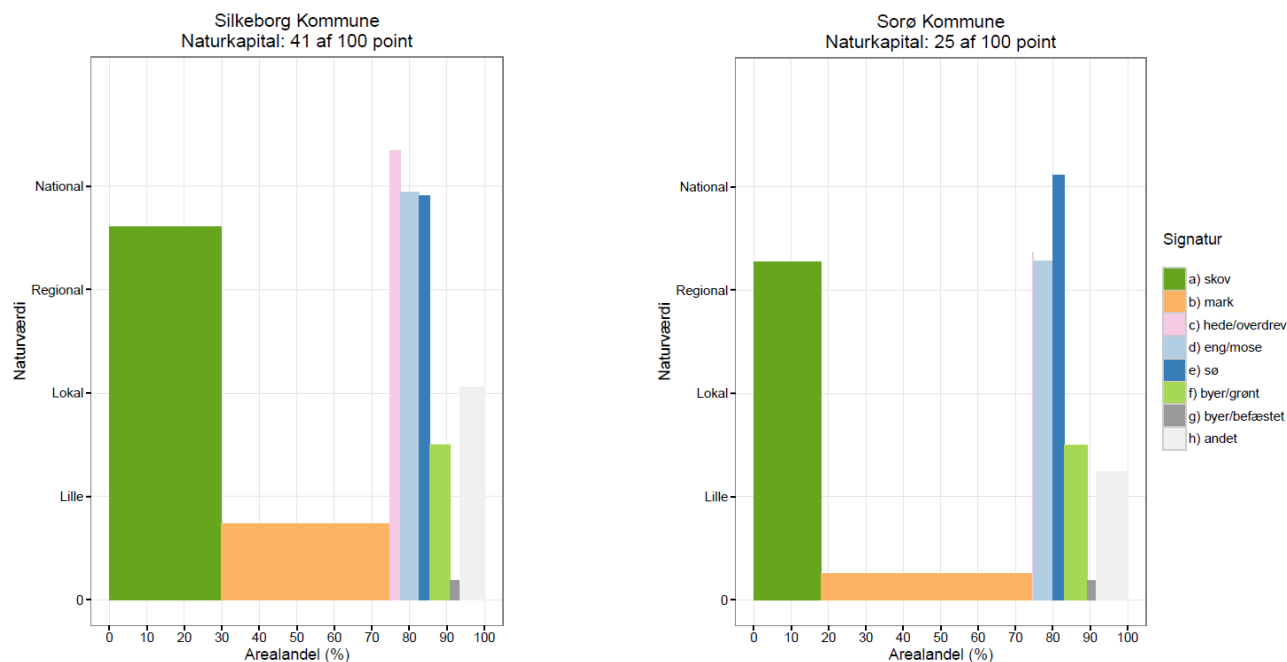 Silkeborg Kommune
Naturkapital: 41 af 100 point
Naturværdi
National
Regional
Lokal
Lille
0
0 10 20 30 40 50 60 70 80 90 100
Arealandel (%)
Sorø Kommune
Naturkapital: 25 af 100 point
Naturværdi
National
Regional
Lokal
Lille
0
0 10 20 30 40 50 60 70 80 90 100
Arealandel (%)
Signatur
a) skov
b) mark
c) hede/overdrev
d) eng/mose
e) sø
f) byer/grønt
g) byer/befæstet
h) andet